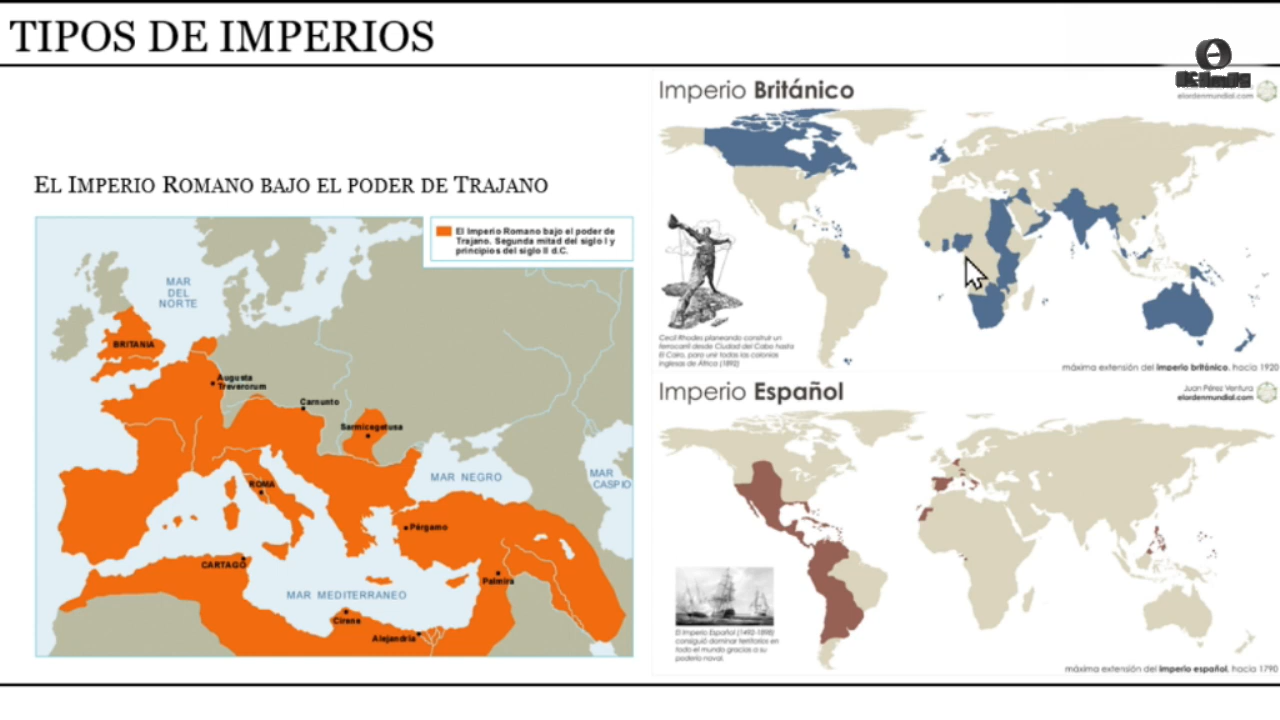 TIPOS DE IMPERIOS
EL IMPERIO ROMANO BAJO EL PODER DE TRAJANO
El Imperio Romano bajo el poder de
Trajano. Segunda mitad del siglo I y
principios del siglo II d.C.
MAR
DEL
NORTE
BRITANIA
Augusta
Treverorum
Carnunto
Sarmicegetusa
MAR NEGRO
MAR
CASPIO
ROMA
Pérgamo
CARTAGO
Palmira
MAR MEDITERRANEO
Cirene
Alejandría
Imperio Británico
elordenmundial.com
Cecil Rhodes planeando construir un
ferrocarril desde Ciudad del Cabo hasta
El Cairo, para unir todas las colonias
inglesas de África (1892)
máxima extensión del imperio británico, hacia 1920
Imperio Español
Juan Pérez Ventura
elordenmundial.com
El Imperio Español (1492-1898)
consiguió dominar territorios en
todo el mundo gracias a su
poderío naval.
máxima extensión del imperio español, hacia 1790